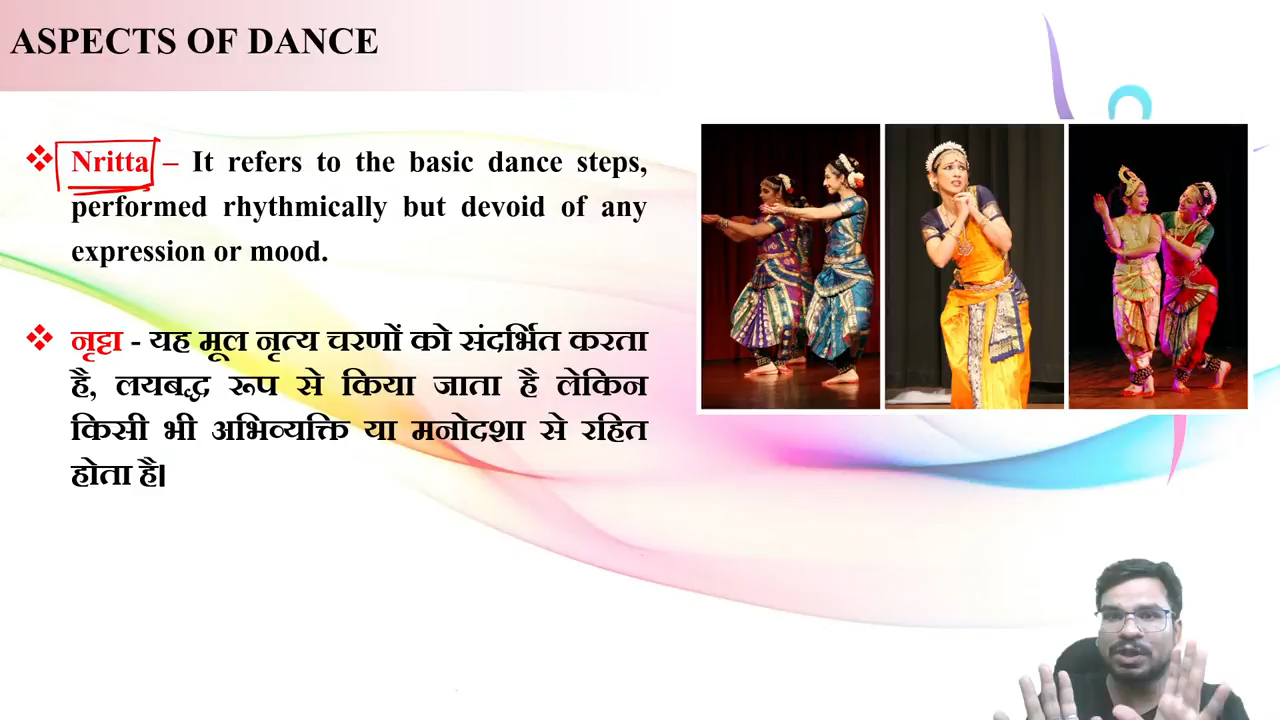 ASPECTS OF DANCE
❖ Nritta – It refers to the basic dance steps,
performed rhythmically but devoid of any
expression or mood.
❖ नृट्टा - यह मूल नृत्य चरणों को संदर्भित करता
है, लयबद्ध रूप से किया जाता है लेकिन
किसी भी अभिव्यक्ति या मनोदशा से रहित
होता है।